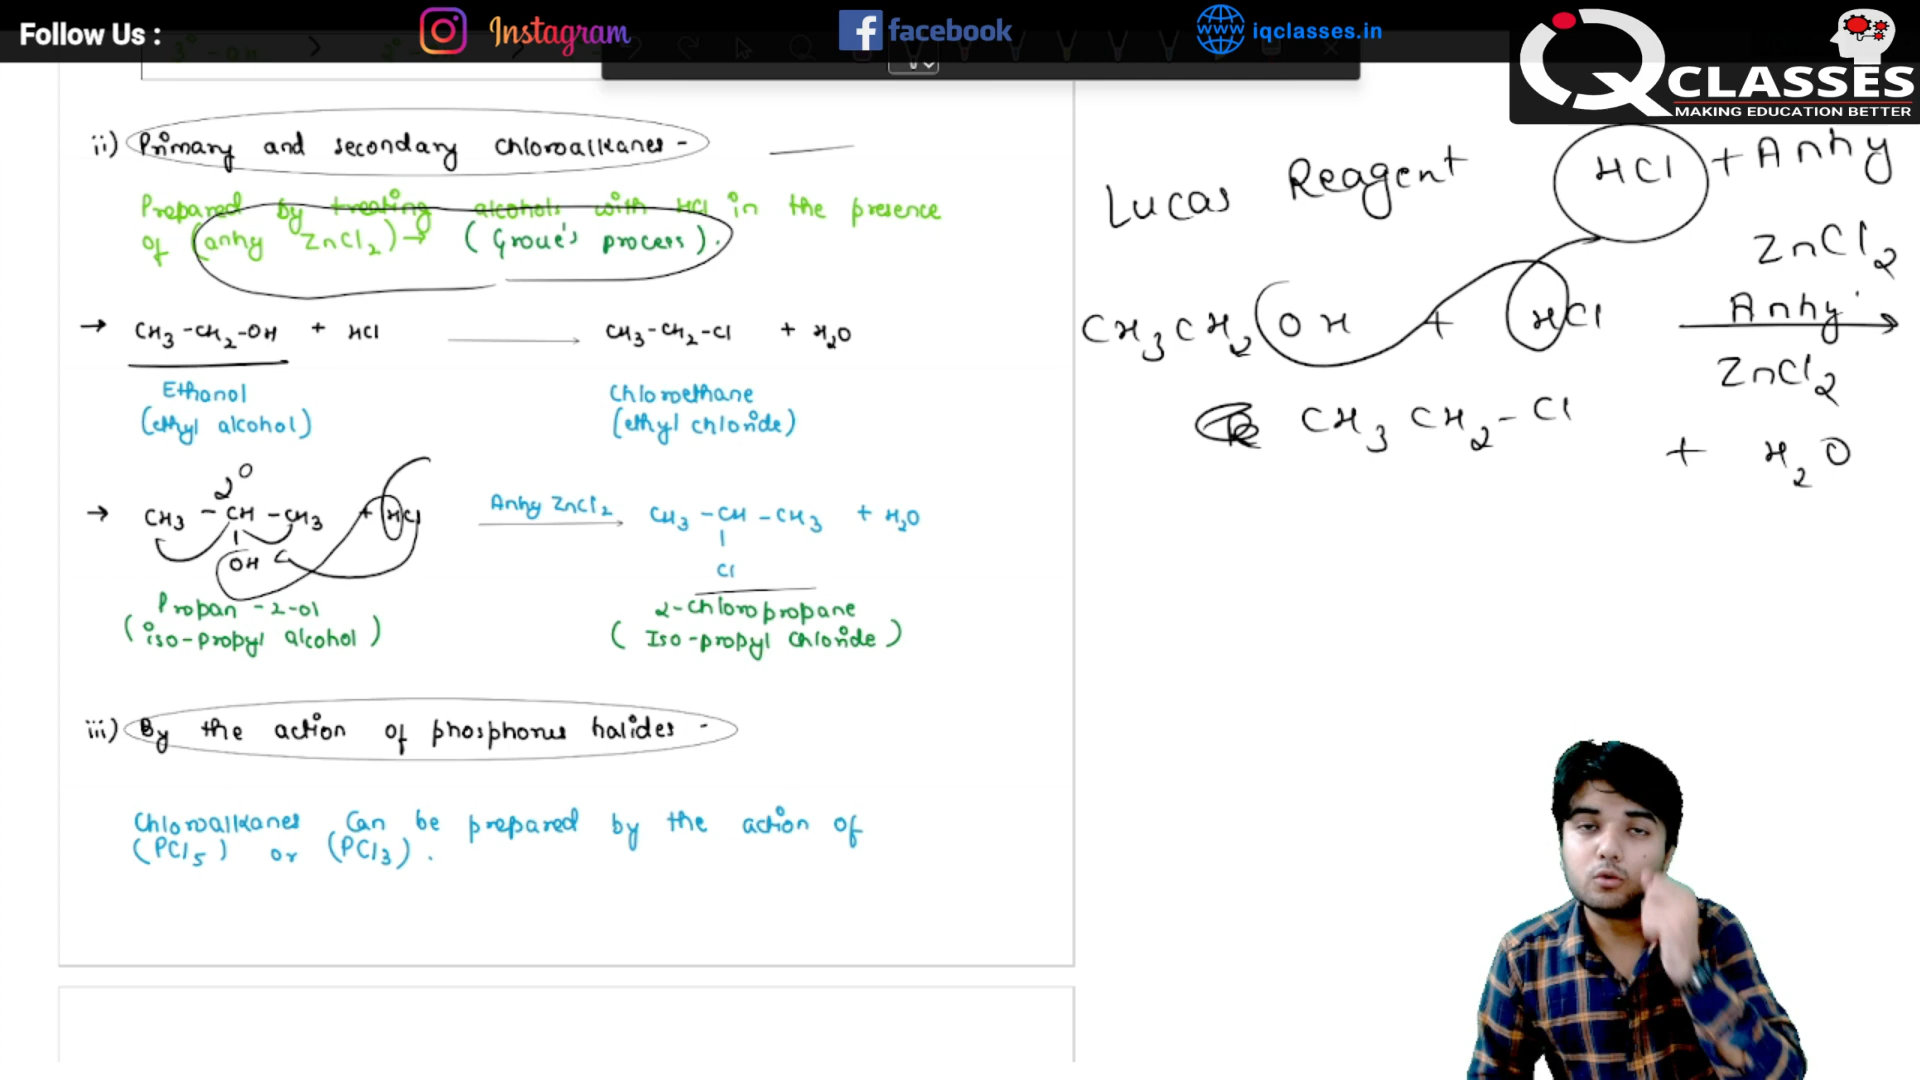 Follow Us :
Instagram
facebook
iqclasses.in
IQ CLASSES
MAKING EDUCATION BETTER
ii) Primary and secondary chloroalkanes -
Prepared by treating alcohols with HCl in the presence
of (anhy ZnCl2) → (Grove's process).
→ CH3-CH2-OH + HCl ⟶ CH3-CH2-Cl + H2O
Ethanol
(ethyl alcohol)
Chloroethane
(ethyl chloride)
2°
→ CH3 - CH - CH3 + HCl Anhy ZnCl2 ⟶ CH3 - CH - CH3 + H2O
OH
Cl
Propan-2-ol
(iso-propyl alcohol)
2-chloropropane
(Iso-propyl chloride)
iii) By the action of phosphorus halides -
Chloroalkanes can be prepared by the action of
(PCl5) or (PCl3).
Lucas Reagent HCl + Anhy
ZnCl2
CH3CH2OH + HCl Anhy ⟶
ZnCl2
CH3CH2-Cl
+ H2O